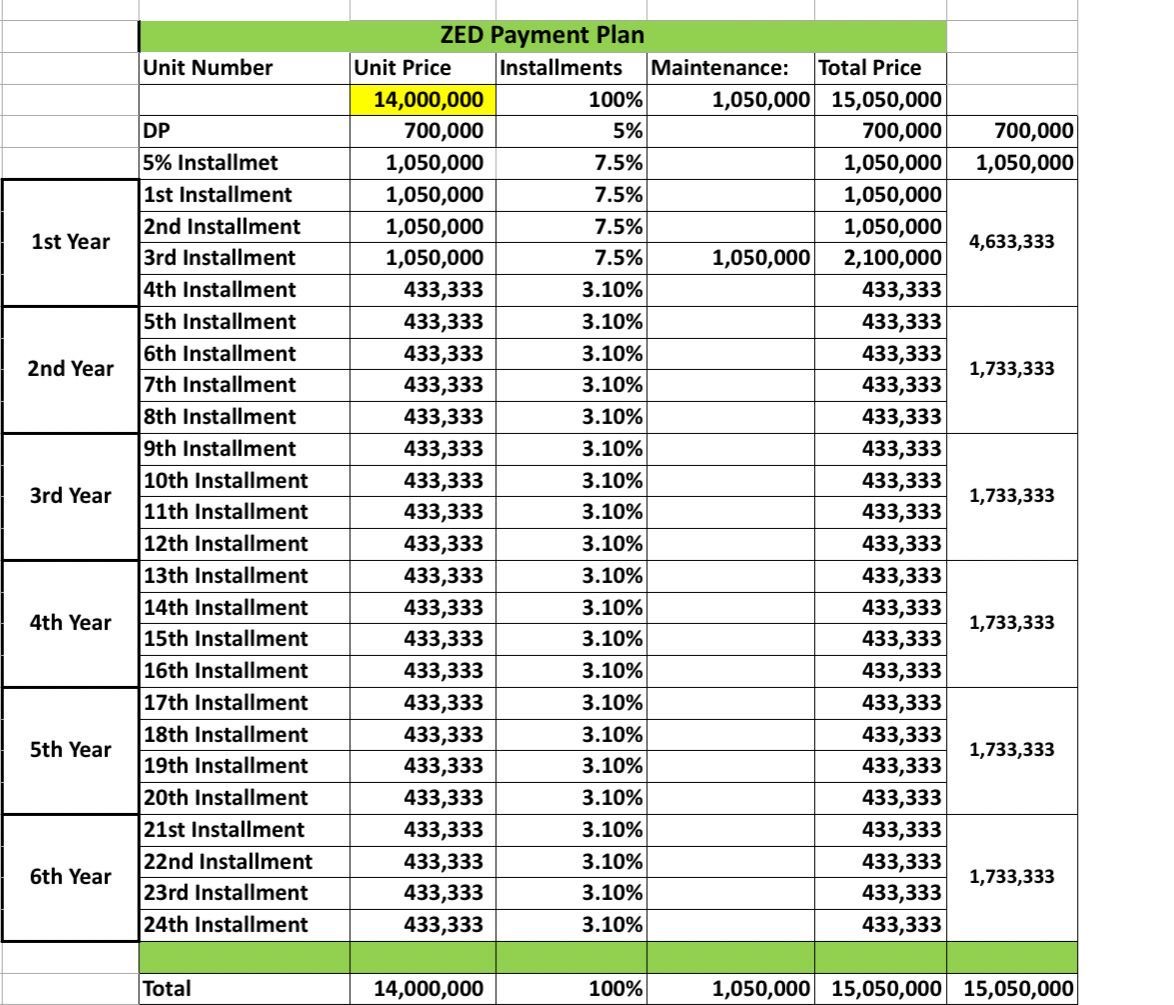 ZED Payment Plan
Unit Number Unit Price Installments Maintenance: Total Price
14,000,000 100% 1,050,000 15,050,000
DP 700,000 5% 700,000 700,000
5% Installmet 1,050,000 7.5% 1,050,000 1,050,000
1st Year
1st Installment 1,050,000 7.5% 1,050,000
2nd Installment 1,050,000 7.5% 1,050,000
3rd Installment 1,050,000 7.5% 1,050,000 2,100,000
4th Installment 433,333 3.10% 433,333
4,633,333
2nd Year
5th Installment 433,333 3.10% 433,333
6th Installment 433,333 3.10% 433,333
7th Installment 433,333 3.10% 433,333
8th Installment 433,333 3.10% 433,333
1,733,333
3rd Year
9th Installment 433,333 3.10% 433,333
10th Installment 433,333 3.10% 433,333
11th Installment 433,333 3.10% 433,333
12th Installment 433,333 3.10% 433,333
1,733,333
4th Year
13th Installment 433,333 3.10% 433,333
14th Installment 433,333 3.10% 433,333
15th Installment 433,333 3.10% 433,333
16th Installment 433,333 3.10% 433,333
1,733,333
5th Year
17th Installment 433,333 3.10% 433,333
18th Installment 433,333 3.10% 433,333
19th Installment 433,333 3.10% 433,333
20th Installment 433,333 3.10% 433,333
1,733,333
6th Year
21st Installment 433,333 3.10% 433,333
22nd Installment 433,333 3.10% 433,333
23rd Installment 433,333 3.10% 433,333
24th Installment 433,333 3.10% 433,333
1,733,333
Total 14,000,000 100% 1,050,000 15,050,000 15,050,000